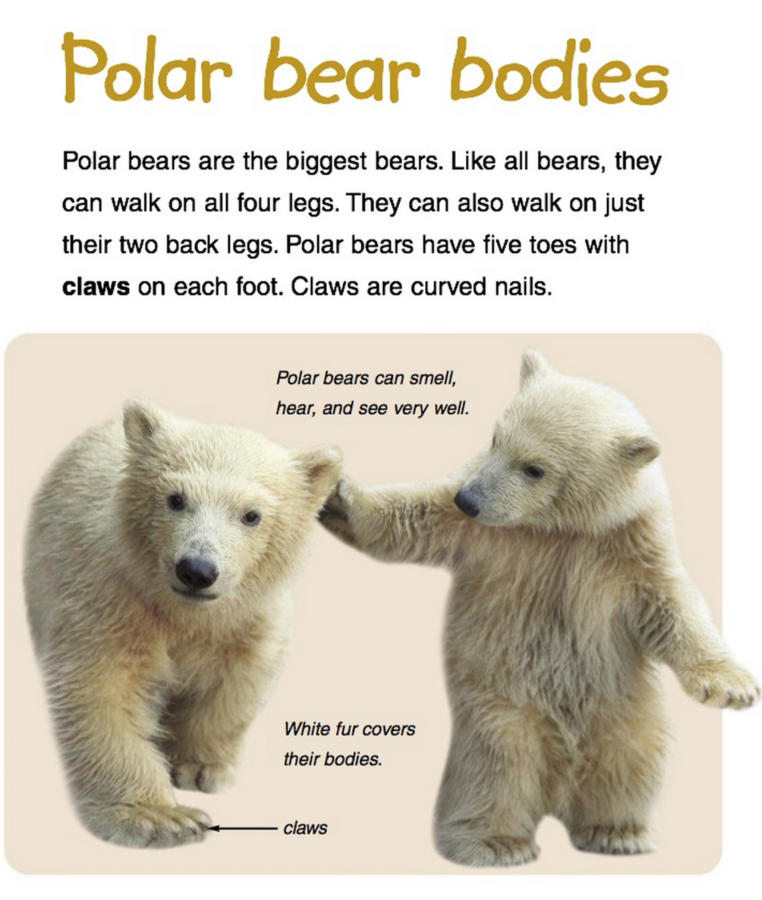 Polar bear bodies
Polar bears are the biggest bears. Like all bears, they
can walk on all four legs. They can also walk on just
their two back legs. Polar bears have five toes with
claws on each foot. Claws are curved nails.
Polar bears can smell,
hear, and see very well.
White fur covers
their bodies.
claws